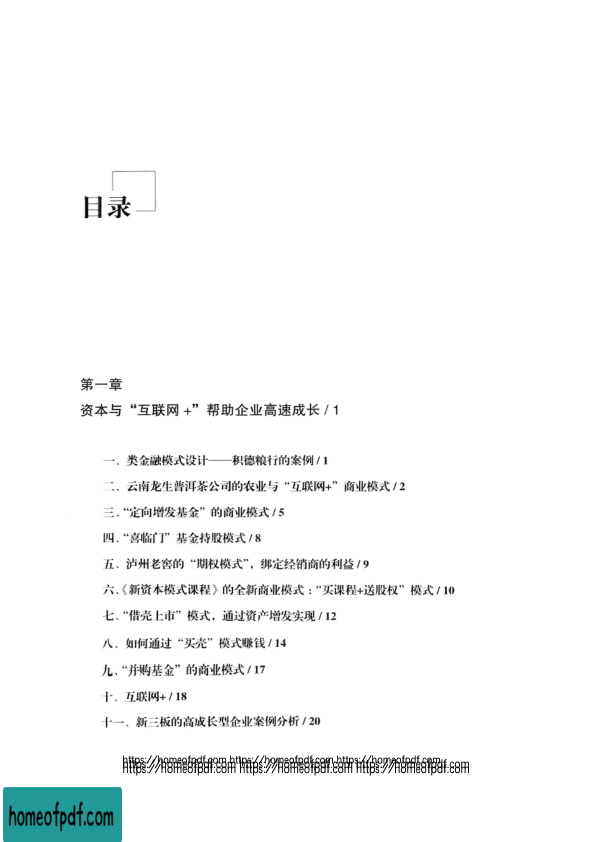 目录
第一章
资本与“互联网+”帮助企业高速成长 / 1
一、类金融模式设计——积德粮行的案例 / 1
二、云南龙生普洱茶公司的农业与“互联网+”商业模式 / 2
三、“定向增发基金”的商业模式 / 5
四、“喜临门”基金持股模式 / 8
五、泸州老窖的“期权模式”，绑定经销商的利益 / 9
六、《新资本模式课程》的全新商业模式：“买课程+送股权”模式 / 10
七、“借壳上市”模式，通过资产增发实现 / 12
八、如何通过“买壳”模式赚钱 / 14
九、“并购基金”的商业模式 / 17
十、互联网+ / 18
十一、新三板的高成长型企业案例分析 / 20
https://homeofpdf.com https://homeofpdf.com https://homeofpdf.com
https://homeofpdf.com https://homeofpdf.com https://homeofpdf.com
homeofpdf.com